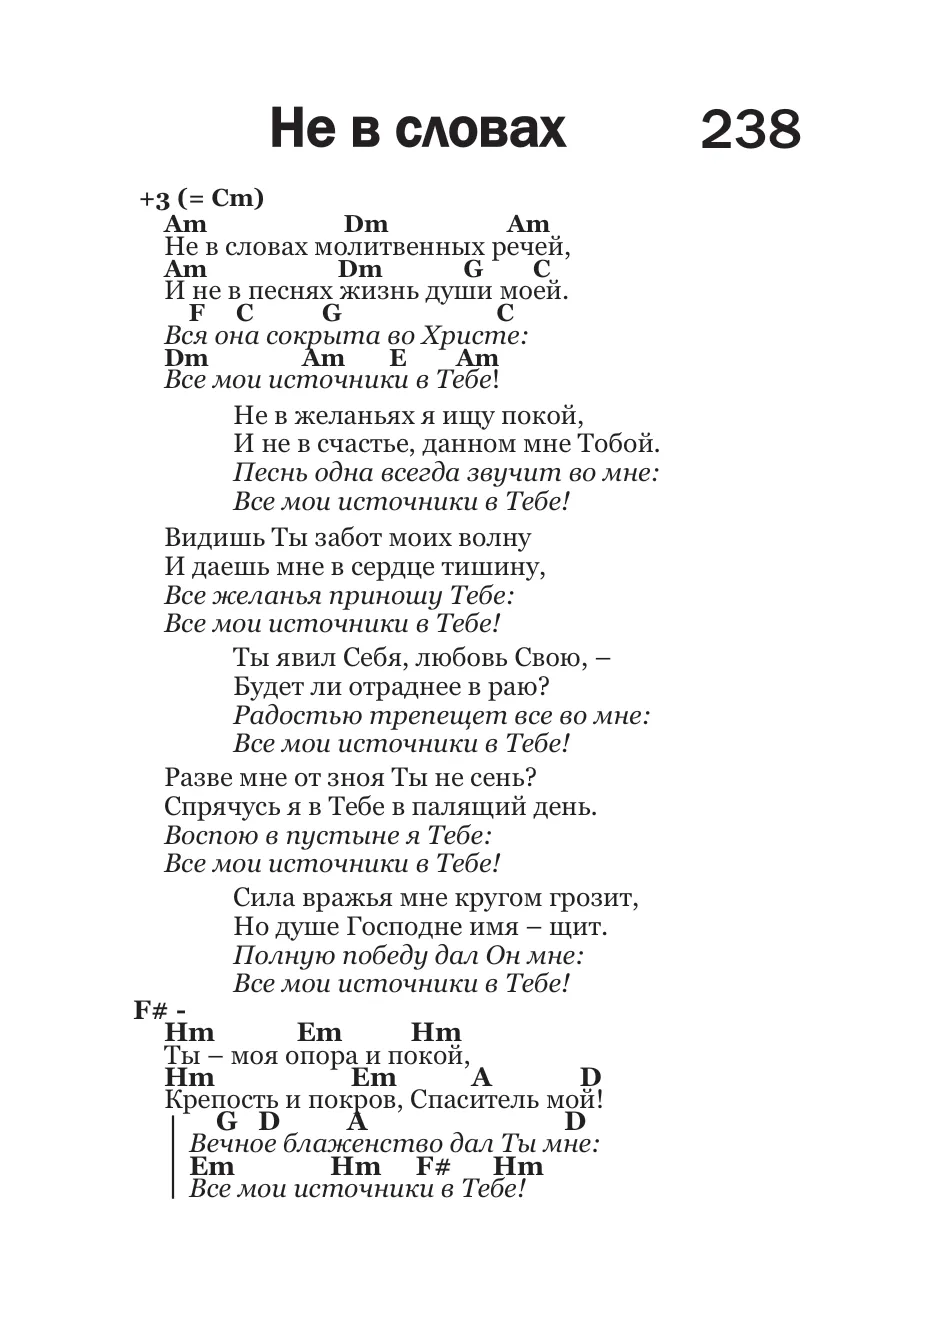 Не в словах 238
+3 (= Cm)
Am Dm Am
Не в словах молитвенных речей,
Am Dm G C
И не в песнях жизнь души моей.
F C G C
Вся она сокрыта во Христе:
Dm Am E Am
Все мои источники в Тебе!
Не в желаньях я ищу покой,
И не в счастье, данном мне Тобой.
Песнь одна всегда звучит во мне:
Все мои источники в Тебе!
Видишь Ты забот моих волну
И даешь мне в сердце тишину,
Все желанья приношу Тебе:
Все мои источники в Тебе!
Ты явил Себя, любовь Свою, –
Будет ли отраднее в раю?
Радостью трепещет все во мне:
Все мои источники в Тебе!
Разве мне от зноя Ты не сень?
Спрячусь я в Тебе в палящий день.
Воспою в пустыне я Тебе:
Все мои источники в Тебе!
Сила вражья мне кругом грозит,
Но душе Господне имя – щит.
Полную победу дал Он мне:
Все мои источники в Тебе!
F# -
Hm Em Hm
Ты – моя опора и покой,
Hm Em A D
Крепость и покров, Спаситель мой!
G D A D
Вечное блаженство дал Ты мне:
Em Hm F# Hm
Все мои источники в Тебе!